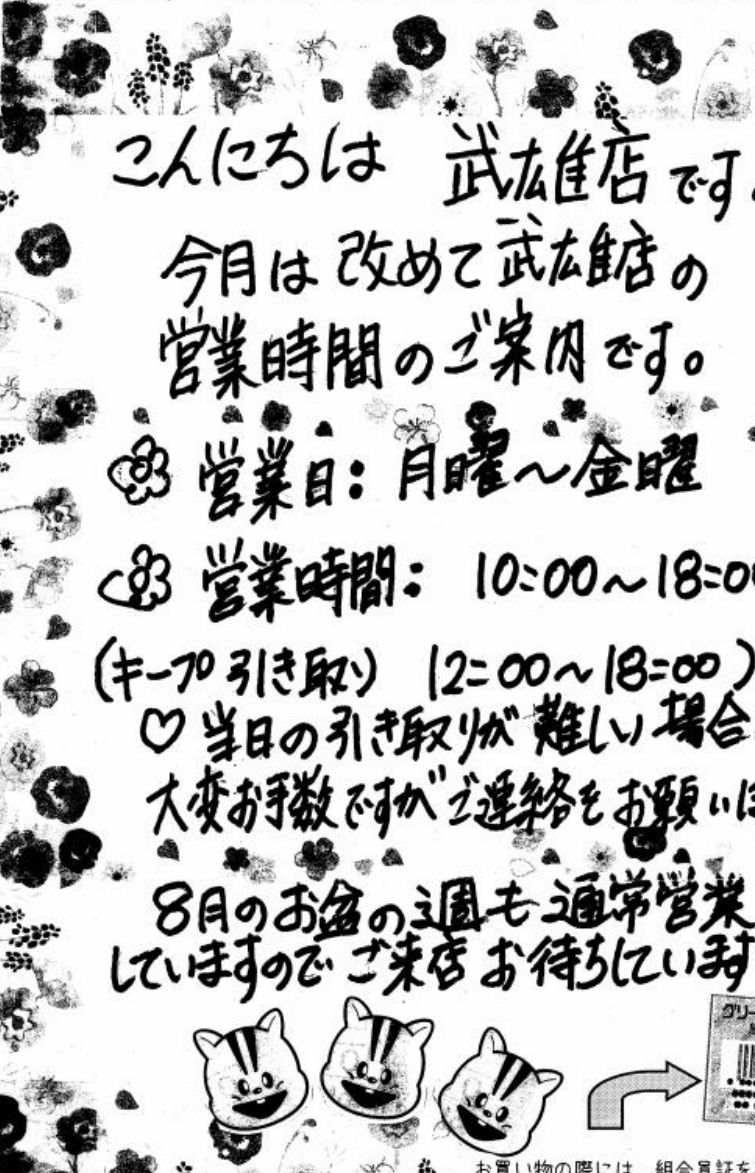 こんにちは 武雄店です
今月は 改めて 武雄店の
営業時間のご案内です。
営業日：月曜〜金曜
営業時間： 10:00〜18:00
(キープ引き取り 12:00〜18:00)
♡当日の引き取りが難しい場合
大変お手数ですがご連絡をお願い
8月のお盆の週も通常営業
していますので ご来店 お待ちしています
グリー
お買い物の際には、組合員証を